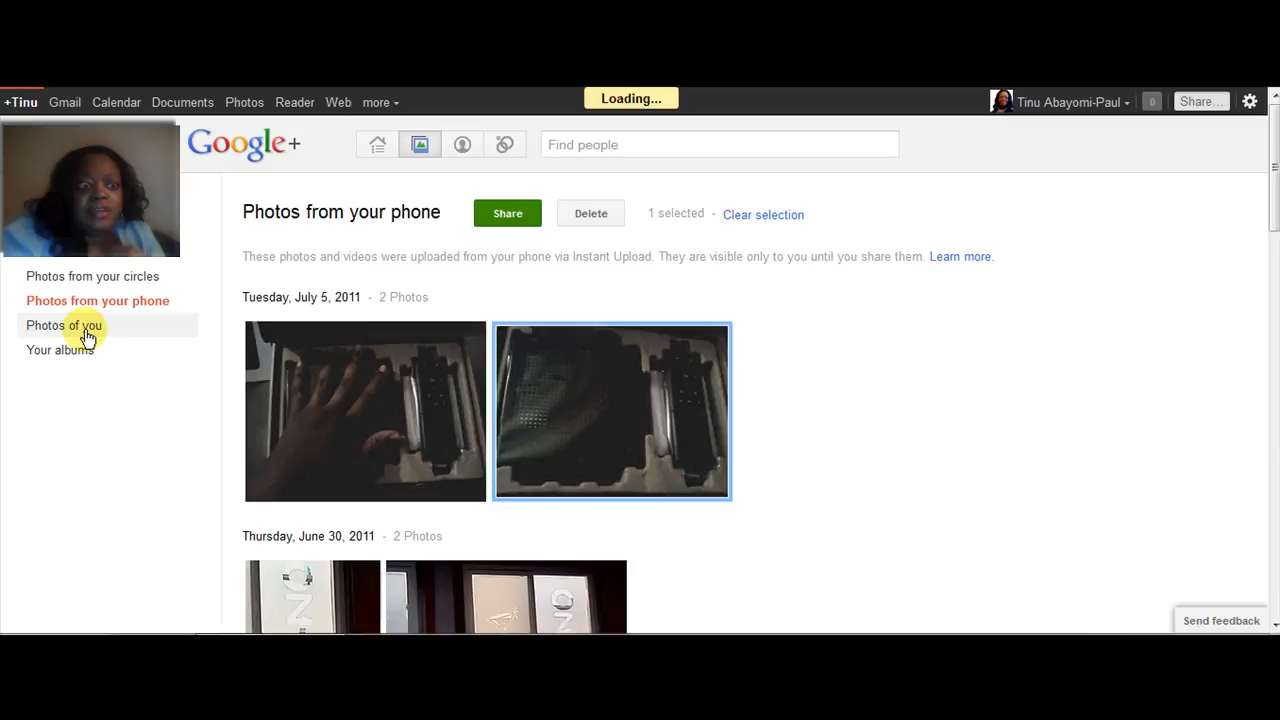 +Tinu Gmail Calendar Documents Photos Reader Web more Loading... Tinu Abayomi-Paul 0 Share...
Google+ Find people
Photos from your phone Share Delete 1 selected - Clear selection
These photos and videos were uploaded from your phone via Instant Upload. They are visible only to you until you share them. Learn more.
Photos from your circles
Photos from your phone
Photos of you
Your albums
Tuesday, July 5, 2011 - 2 Photos
Thursday, June 30, 2011 - 2 Photos
ON
ON
Send feedback